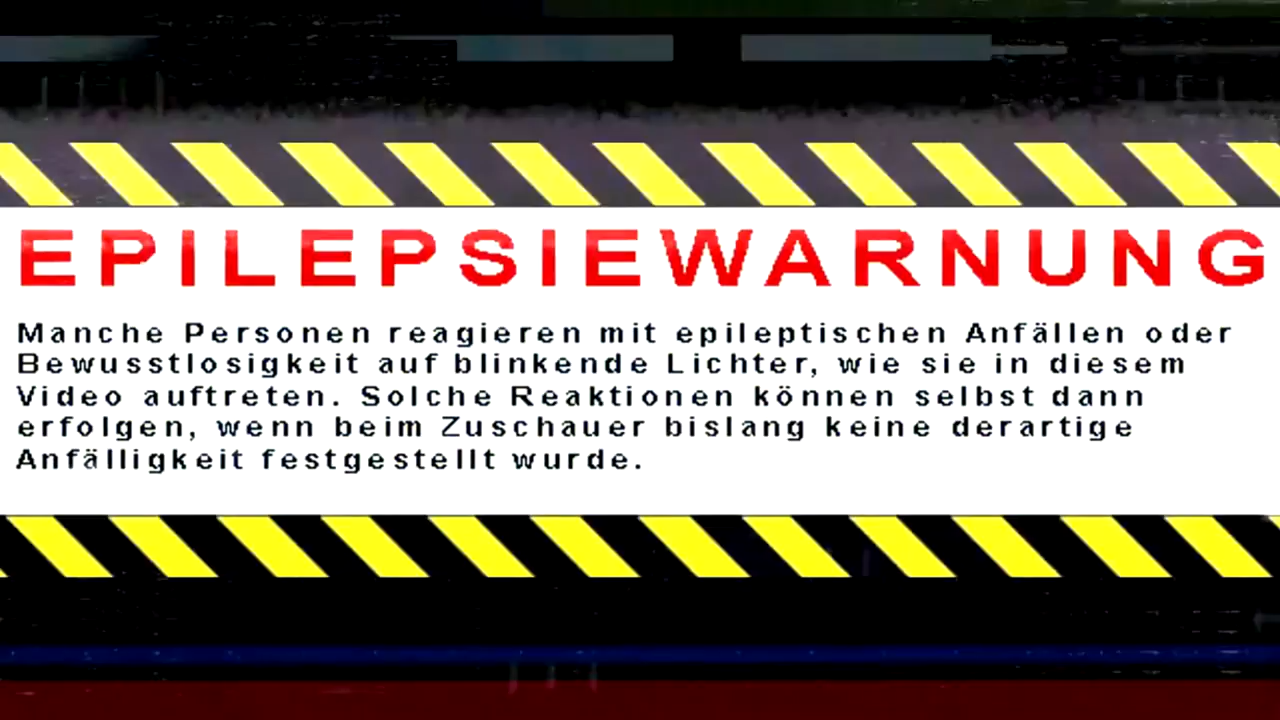 EPILEPSIEWARNUNG
Manche Personen reagieren mit epileptischen Anfällen oder
Bewusstlosigkeit auf blinkende Lichter, wie sie in diesem
Video auftreten. Solche Reaktionen können selbst dann
erfolgen, wenn beim Zuschauer bislang keine derartige
Anfälligkeit festgestellt wurde.